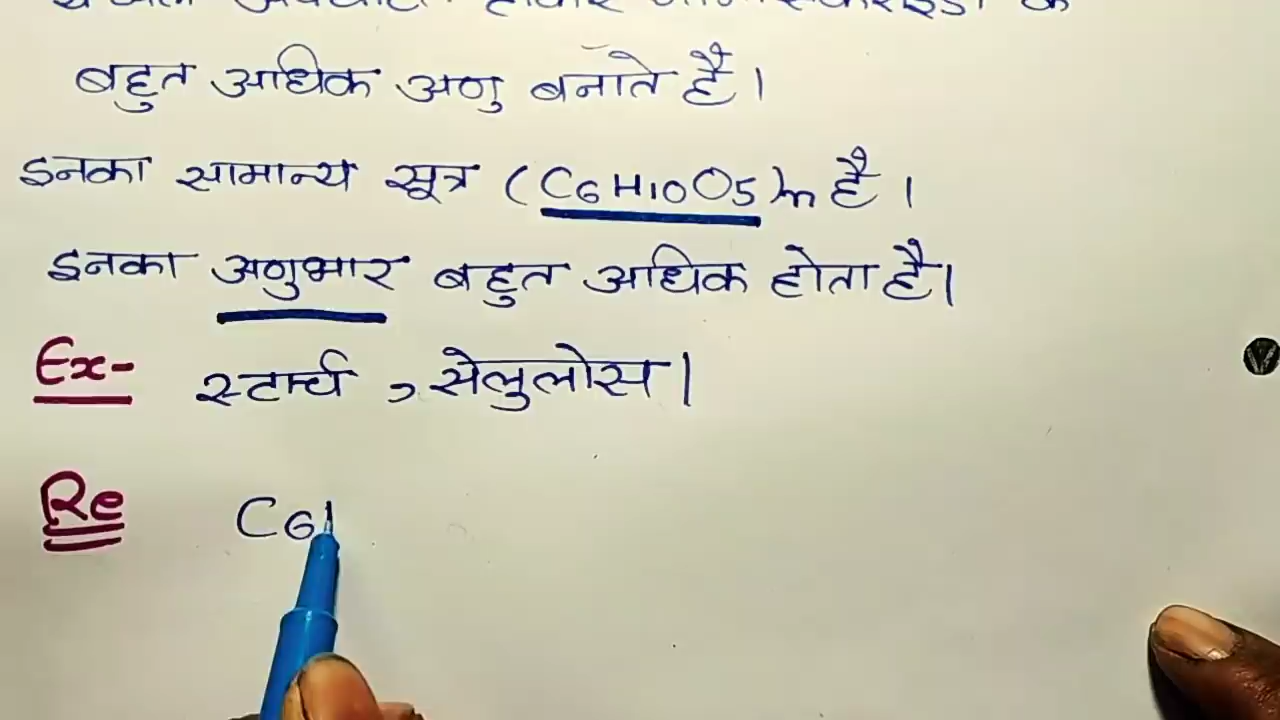 बहुत अधिक अणु बनाते है।
इनका सामान्य सूत्र (C6H10O5)n है।
इनका अणुभार बहुत अधिक होता है।
Ex- स्टार्च , सेलुलोस।
Re C6